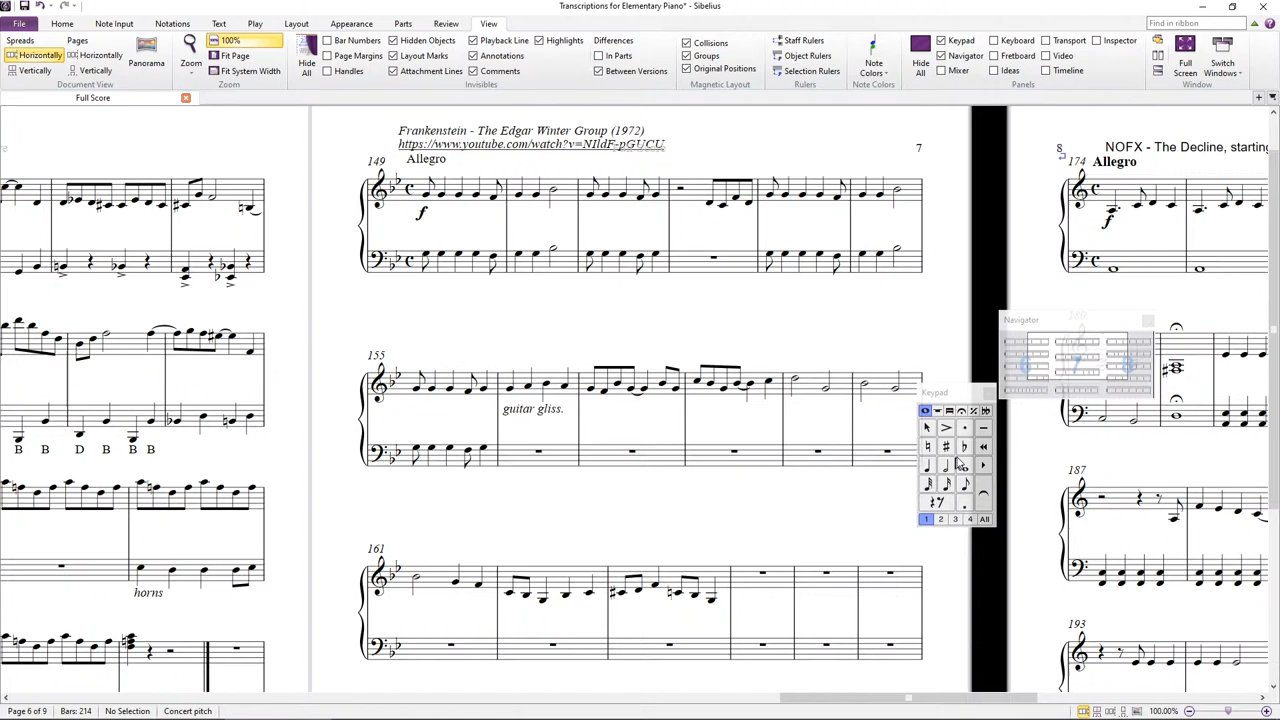 Transcriptions for Elementary Piano* - Sibelius
File Home Note Input Notations Text Play Layout Appearance Parts Review View Find in ribbon
Spreads Pages 100% Bar Numbers Hidden Objects Playback Line Highlights Differences Collisions Staff Rulers Keypad Keyboard Transport Inspector
Horizontally Horizontally Fit Page Page Margins Layout Marks Annotations In Parts Groups Object Rulers Navigator Fretboard Video
Vertically Vertically Panorama Zoom Fit System Width Hide All Handles Attachment Lines Comments Between Versions Original Positions Selection Rulers Note Colors Hide All Mixer Ideas Timeline Full Screen Switch Windows
Document View Zoom Invisibles Magnetic Layout Rulers Note Colors Panels Window
Full Score
Frankenstein - The Edgar Winter Group (1972)
https://www.youtube.com/watch?v=NIldF-pGUCU
7
149 Allegro
f
155
guitar gliss.
161
B B D B B B
horns
8 NOFX - The Decline, starting
174 Allegro
f
Navigator
6 7 8
Keypad
1 2 3 4 All
187
193
Page 6 of 9 Bars: 214 No Selection Concert pitch 100.00%